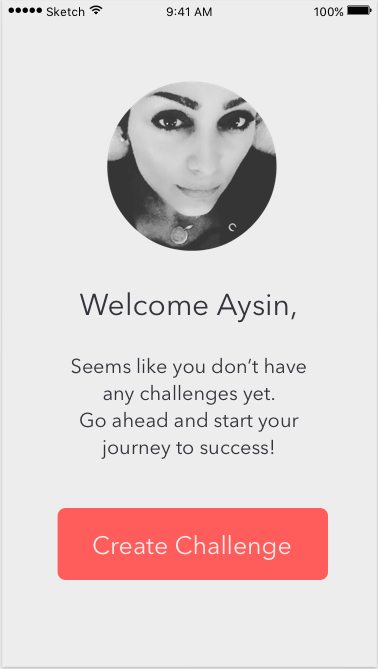 Sketch 9:41 AM 100%
Welcome Aysin,
Seems like you don’t have
any challenges yet.
Go ahead and start your
journey to success!
Create Challenge